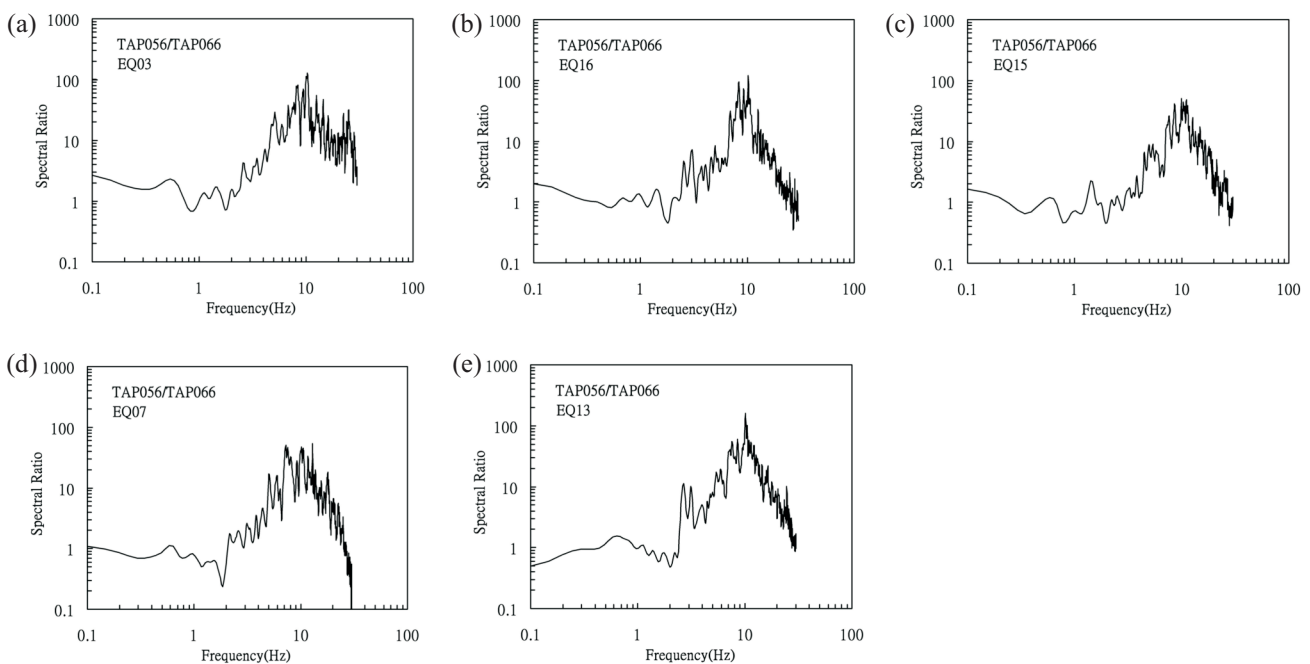 (a)
1000
100
10
1
0.1
Spectral Ratio
TAP056/TAP066
EQ03
0.1
1
10
100
Frequency(Hz)
(b)
1000
100
10
1
0.1
Spectral Ratio
TAP056/TAP066
EQ16
0.1
1
10
100
Frequency(Hz)
(c)
1000
100
10
1
0.1
Spectral Ratio
TAP056/TAP066
EQ15
0.1
1
10
100
Frequency(Hz)
(d)
1000
100
10
1
0.1
Spectral Ratio
TAP056/TAP066
EQ07
0.1
1
10
100
Frequency(Hz)
(e)
1000
100
10
1
0.1
Spectral Ratio
TAP056/TAP066
EQ13
0.1
1
10
100
Frequency(Hz)